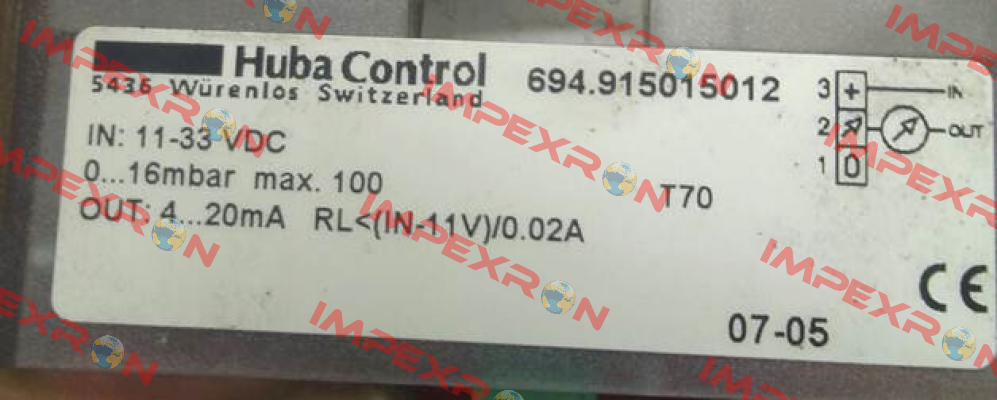 Huba Control 694.915015012
5436 Würenlos Switzerland
IN: 11-33 VDC
0...16mbar max. 100
T70
OUT: 4...20mA RL<(IN-11V)/0.02A
3 + IN
2 OUT
1 0
CE
07-05
IMPEXRON
IMPEXRON
IMPEXRON
IMPEXRON
IMPEXRON
IMPEXRON
IMPEXRON
IMPEXRON